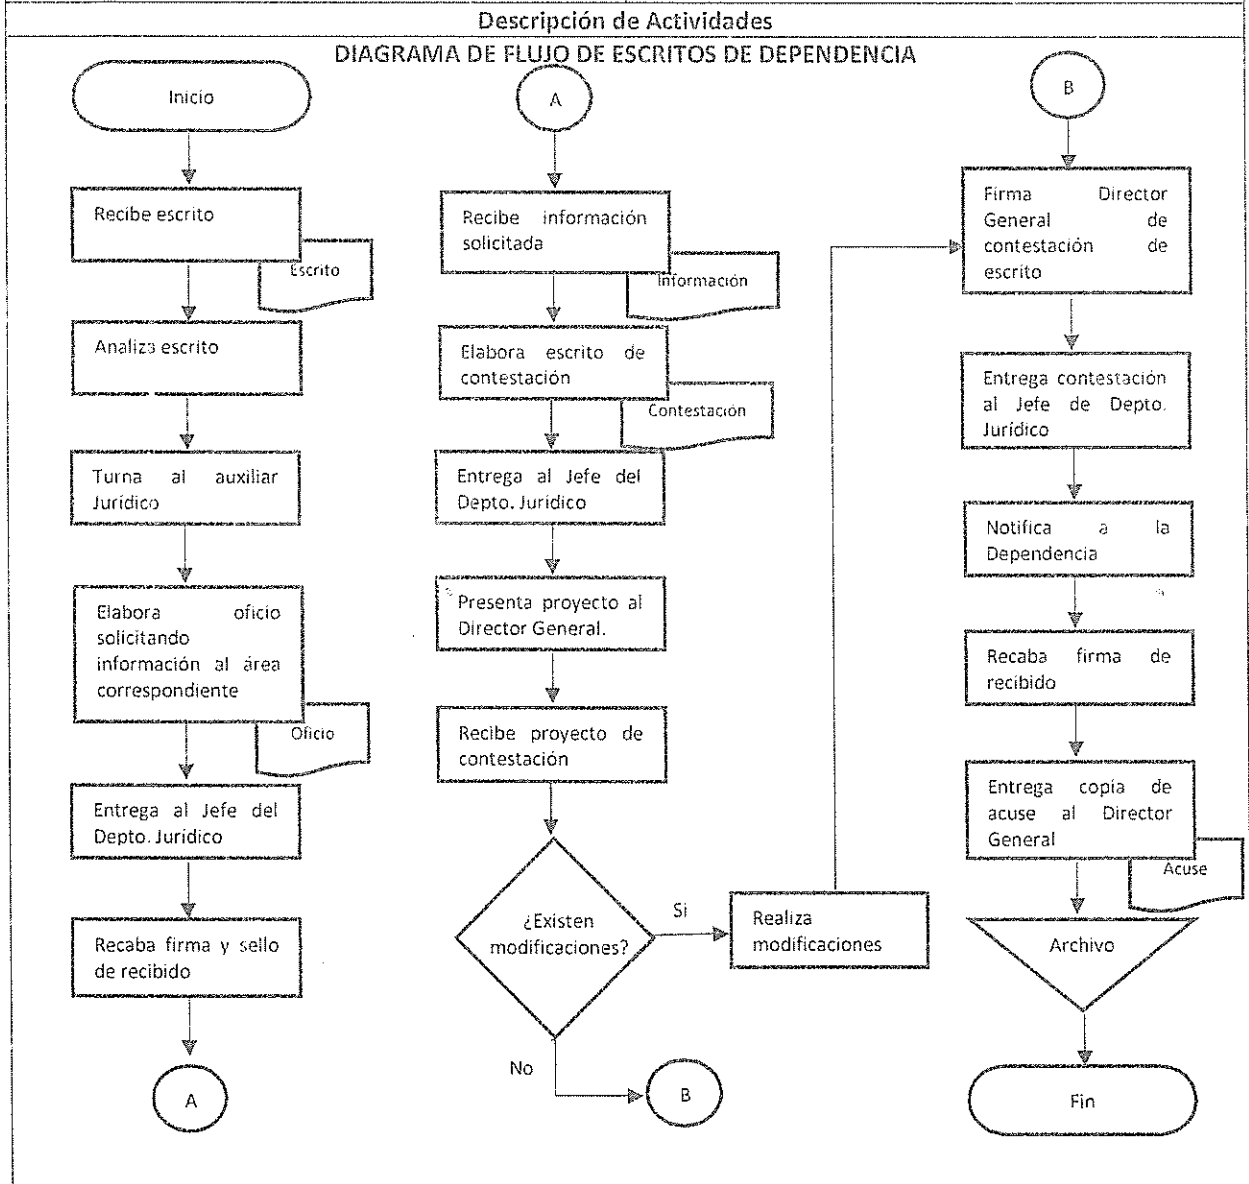 Descripción de Actividades
DIAGRAMA DE FLUJO DE ESCRITOS DE DEPENDENCIA
Inicio
Recibe escrito
Escrito
Analiza escrito
Turna al auxiliar
Jurídico
Elabora oficio
solicitando
información al área
correspondiente
Oficio
Entrega al Jefe del
Depto. Jurídico
Recaba firma y sello
de recibido
A
A
Recibe información
solicitada
Información
Elabora escrito de
contestación
Contestación
Entrega al Jefe del
Depto. Jurídico
Presenta proyecto al
Director General.
Recibe proyecto de
contestación
¿Existen
modificaciones?
Si
Realiza
modificaciones
No
B
B
Firma Director
General de
contestación de
escrito
Entrega contestación
al Jefe de Depto.
Jurídico
Notifica a la
Dependencia
Recaba firma de
recibido
Entrega copia de
acuse al Director
General
Acuse
Archivo
Fin